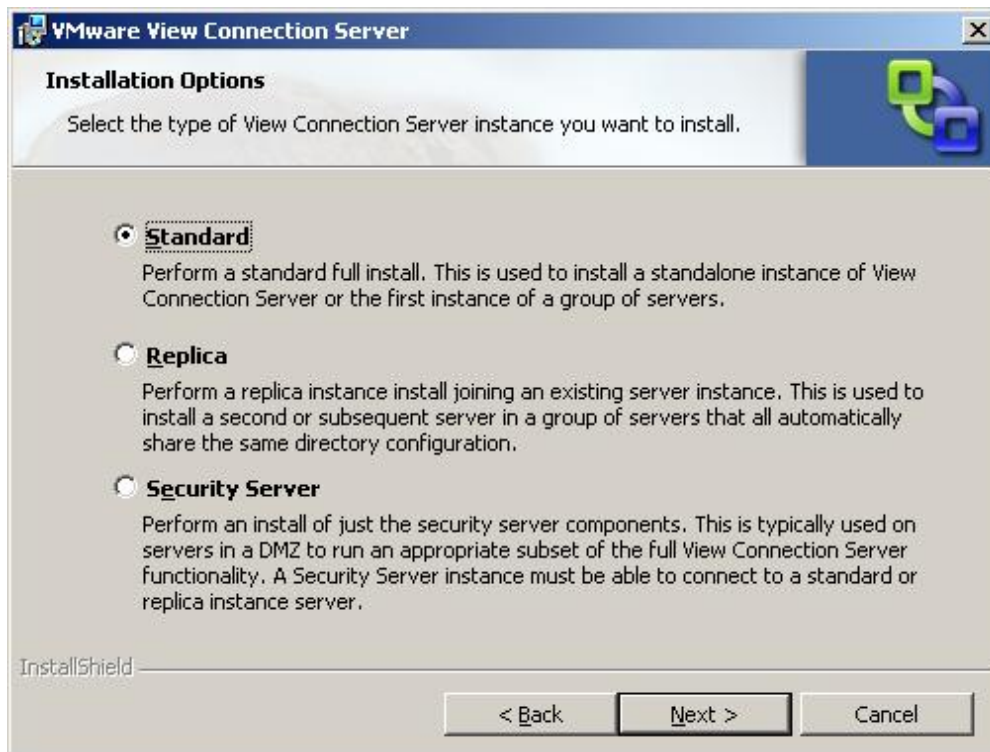 VMware View Connection Server
Installation Options
Select the type of View Connection Server instance you want to install.
Standard
Perform a standard full install. This is used to install a standalone instance of View
Connection Server or the first instance of a group of servers.
Replica
Perform a replica instance install joining an existing server instance. This is used to
install a second or subsequent server in a group of servers that all automatically
share the same directory configuration.
Security Server
Perform an install of just the security server components. This is typically used on
servers in a DMZ to run an appropriate subset of the full View Connection Server
functionality. A Security Server instance must be able to connect to a standard or
replica instance server.
InstallShield
< Back Next > Cancel